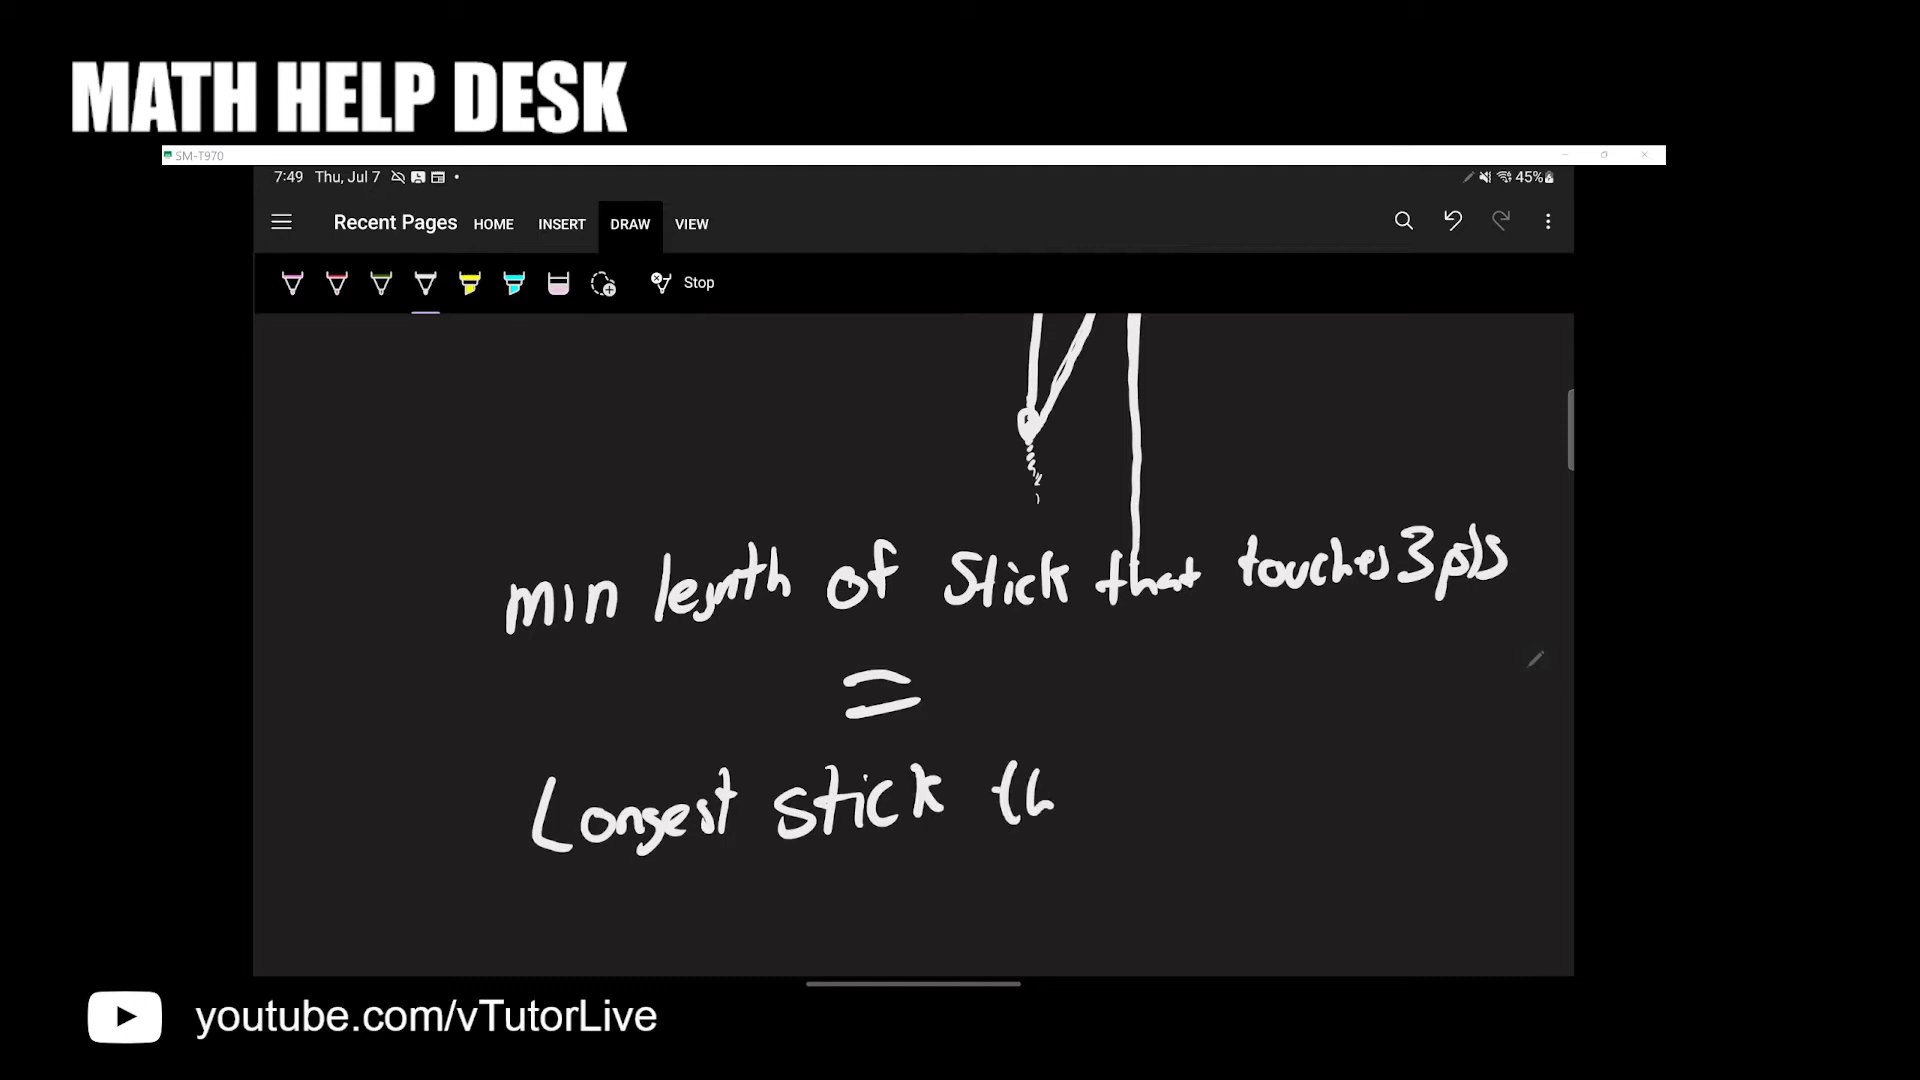 MATH HELP DESK
SM-T970
7:49 Thu, Jul 7 45%
Recent Pages HOME INSERT DRAW VIEW
Stop
min length of Stick that touches 3 pts
=
Longest stick th
youtube.com/vTutorLive